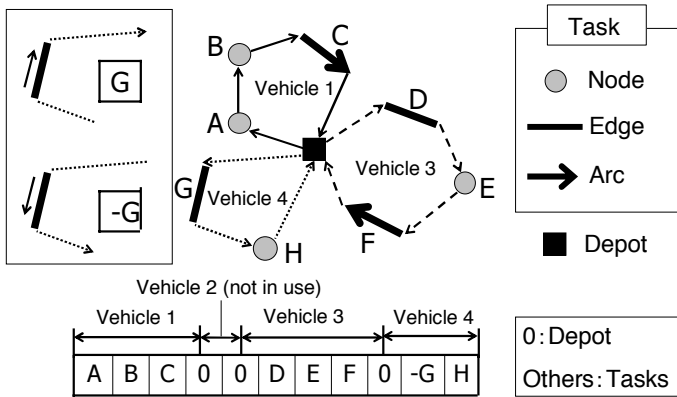 G
-G
B
C
Vehicle 1
A
D
Vehicle 3
E
G
Vehicle 4
F
H
Task
Node
Edge
Arc
Depot
Vehicle 2 (not in use)
Vehicle 1
Vehicle 3
Vehicle 4
A B C 0 0 D E F 0 -G H
0:Depot
Others:Tasks